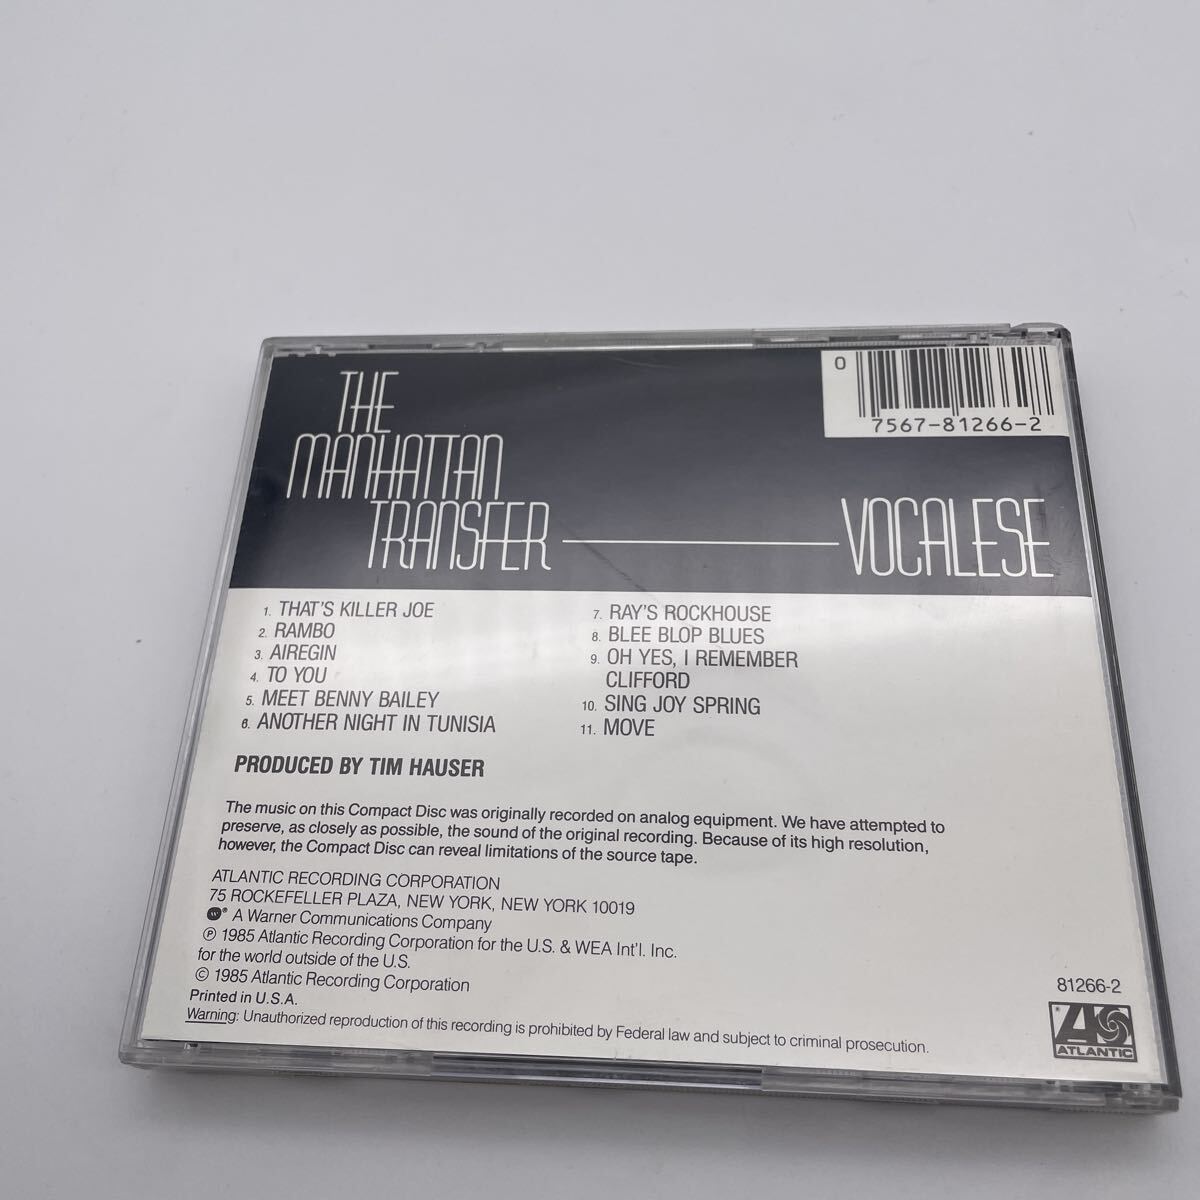 THE
MANHATTAN
TRANSFER
VOCALESE
0
7567-81266-2
1. THAT'S KILLER JOE
2. RAMBO
3. AIREGIN
4. TO YOU
5. MEET BENNY BAILEY
6. ANOTHER NIGHT IN TUNISIA
7. RAY'S ROCKHOUSE
8. BLEE BLOP BLUES
9. OH YES, I REMEMBER
CLIFFORD
10. SING JOY SPRING
11. MOVE
PRODUCED BY TIM HAUSER
The music on this Compact Disc was originally recorded on analog equipment. We have attempted to
preserve, as closely as possible, the sound of the original recording. Because of its high resolution,
however, the Compact Disc can reveal limitations of the source tape.
ATLANTIC RECORDING CORPORATION
75 ROCKEFELLER PLAZA, NEW YORK, NEW YORK 10019
® A Warner Communications Company
℗ 1985 Atlantic Recording Corporation for the U.S. & WEA Int'l. Inc.
for the world outside of the U.S.
© 1985 Atlantic Recording Corporation
Printed in U.S.A.
Warning: Unauthorized reproduction of this recording is prohibited by Federal law and subject to criminal prosecution.
81266-2
ATLANTIC